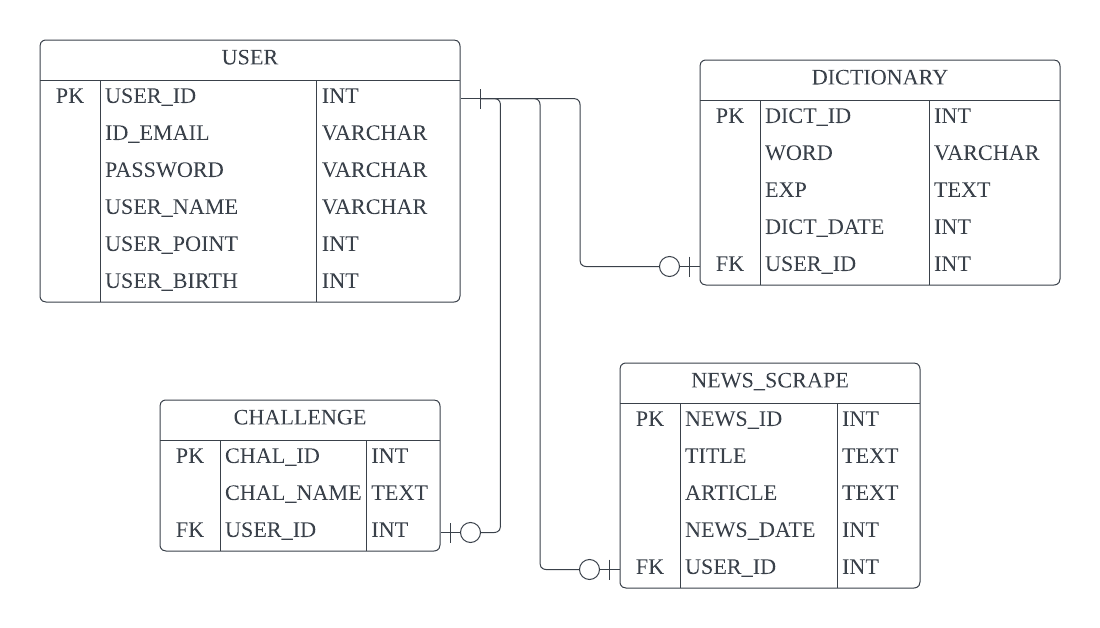 USER
PK USER_ID INT
ID_EMAIL VARCHAR
PASSWORD VARCHAR
USER_NAME VARCHAR
USER_POINT INT
USER_BIRTH INT
DICTIONARY
PK DICT_ID INT
WORD VARCHAR
EXP TEXT
DICT_DATE INT
FK USER_ID INT
CHALLENGE
PK CHAL_ID INT
CHAL_NAME TEXT
FK USER_ID INT
NEWS_SCRAPE
PK NEWS_ID INT
TITLE TEXT
ARTICLE TEXT
NEWS_DATE INT
FK USER_ID INT